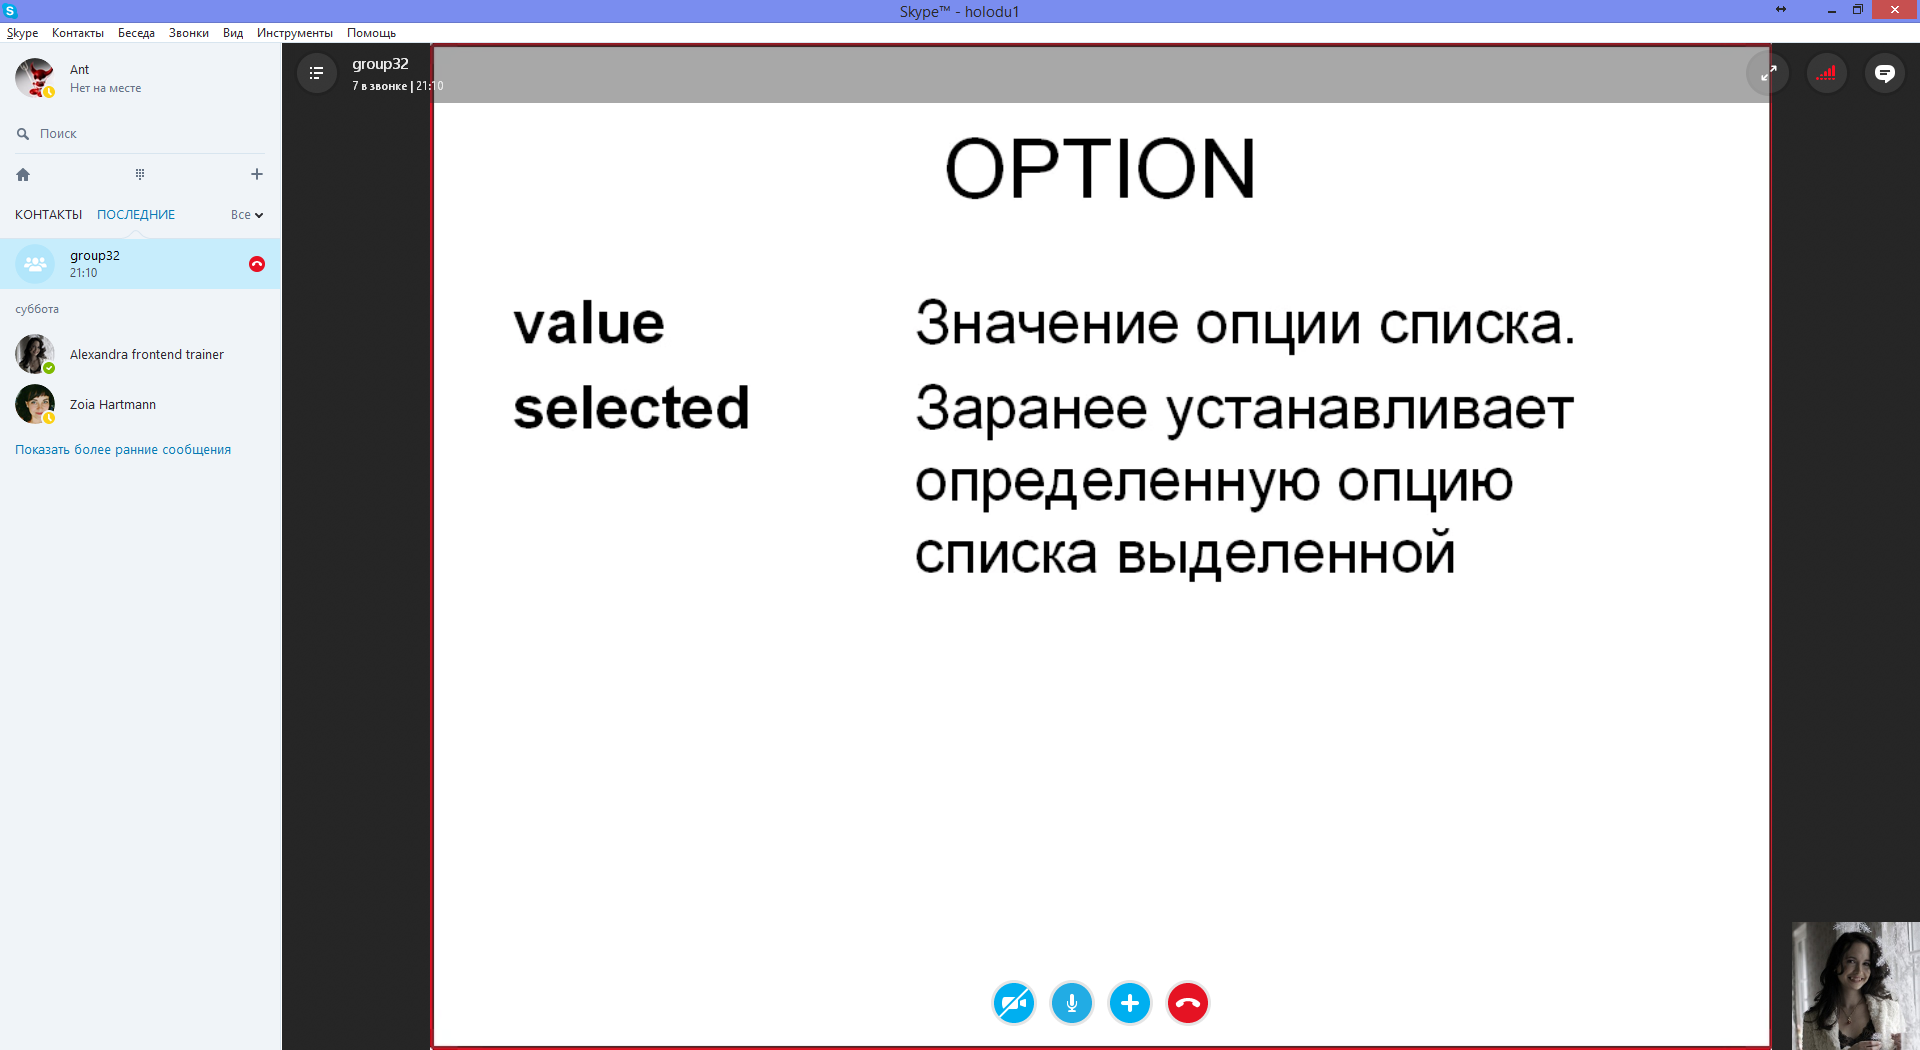 Skype™ - holodu1
Skype Контакты Беседа Звонки Вид Инструменты Помощь
Ant
Нет на месте
Поиск
КОНТАКТЫ ПОСЛЕДНИЕ Все
group32
21:10
суббота
Alexandra frontend trainer
Zoia Hartmann
Показать более ранние сообщения
group32
7 в звонке | 21:10
OPTION
value Значение опции списка.
selected Заранее устанавливает
определенную опцию
списка выделенной